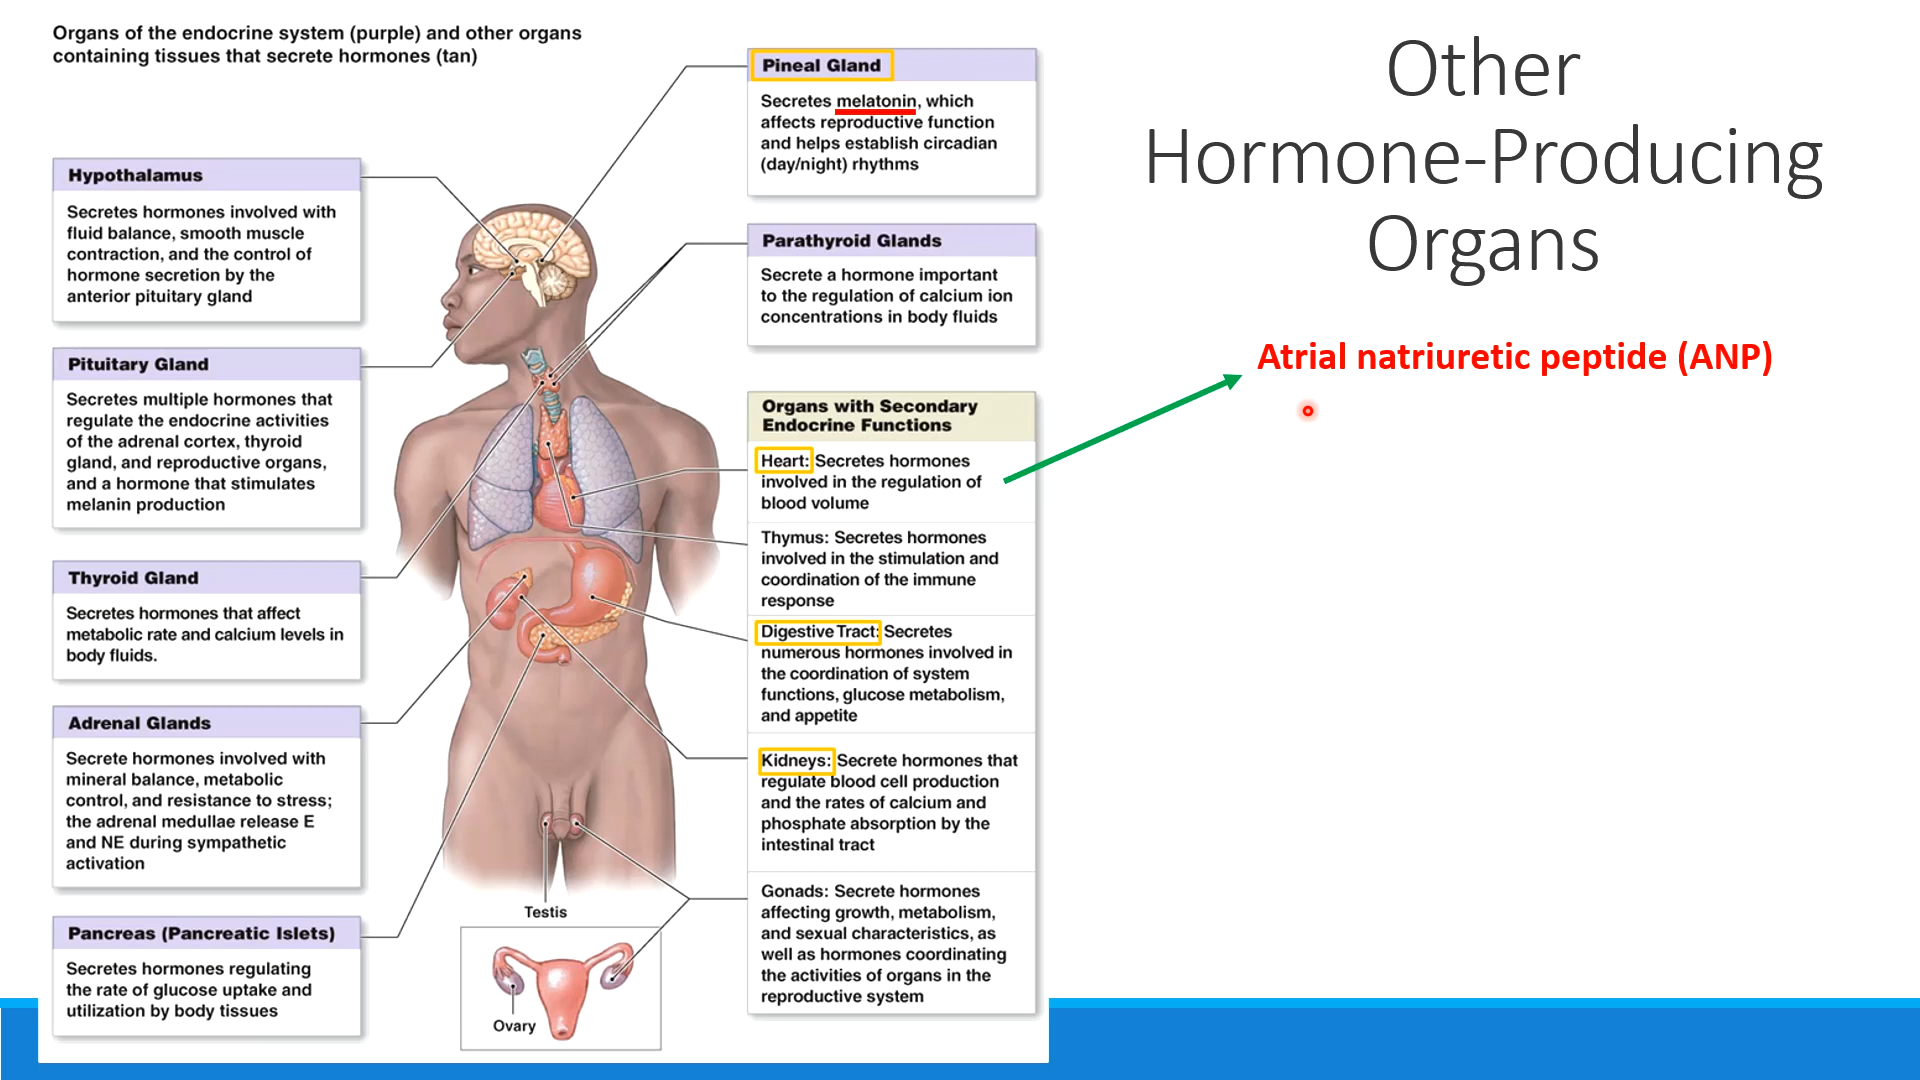 Organs of the endocrine system (purple) and other organs
containing tissues that secrete hormones (tan)
Hypothalamus
Secretes hormones involved with
fluid balance, smooth muscle
contraction, and the control of
hormone secretion by the
anterior pituitary gland
Pituitary Gland
Secretes multiple hormones that
regulate the endocrine activities
of the adrenal cortex, thyroid
gland, and reproductive organs,
and a hormone that stimulates
melanin production
Thyroid Gland
Secretes hormones that affect
metabolic rate and calcium levels in
body fluids.
Adrenal Glands
Secrete hormones involved with
mineral balance, metabolic
control, and resistance to stress;
the adrenal medullae release E
and NE during sympathetic
activation
Pancreas (Pancreatic Islets)
Secretes hormones regulating
the rate of glucose uptake and
utilization by body tissues
Testis
Ovary
Pineal Gland
Secretes melatonin, which
affects reproductive function
and helps establish circadian
(day/night) rhythms
Parathyroid Glands
Secrete a hormone important
to the regulation of calcium ion
concentrations in body fluids
Organs with Secondary
Endocrine Functions
Heart: Secretes hormones
involved in the regulation of
blood volume
Thymus: Secretes hormones
involved in the stimulation and
coordination of the immune
response
Digestive Tract: Secretes
numerous hormones involved in
the coordination of system
functions, glucose metabolism,
and appetite
Kidneys: Secrete hormones that
regulate blood cell production
and the rates of calcium and
phosphate absorption by the
intestinal tract
Gonads: Secrete hormones
affecting growth, metabolism,
and sexual characteristics, as
well as hormones coordinating
the activities of organs in the
reproductive system
Other
Hormone-Producing
Organs
Atrial natriuretic peptide (ANP)